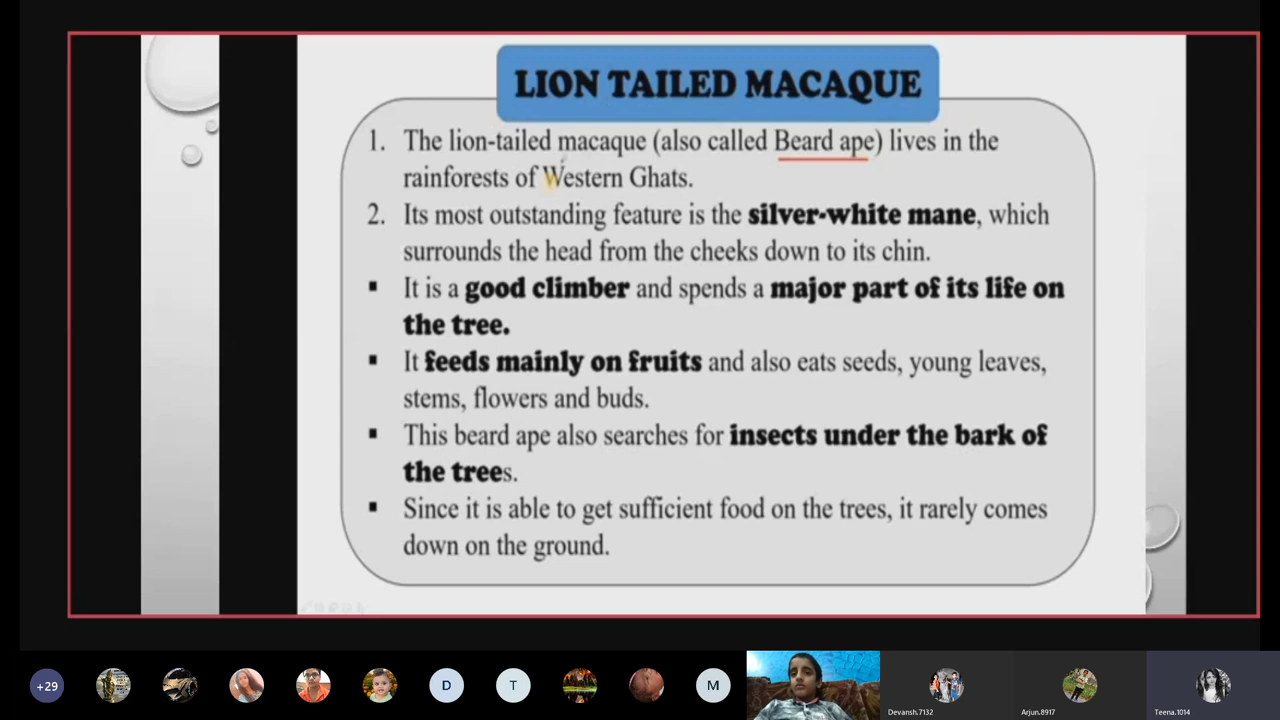 LION TAILED MACAQUE
1. The lion-tailed macaque (also called Beard ape) lives in the
rainforests of Western Ghats.
2. Its most outstanding feature is the silver-white mane, which
surrounds the head from the cheeks down to its chin.
▪ It is a good climber and spends a major part of its life on
the tree.
▪ It feeds mainly on fruits and also eats seeds, young leaves,
stems, flowers and buds.
▪ This beard ape also searches for insects under the bark of
the trees.
▪ Since it is able to get sufficient food on the trees, it rarely comes
down on the ground.
+29 D T M
Devansh.7132 Arjun.8917 Teena.1014